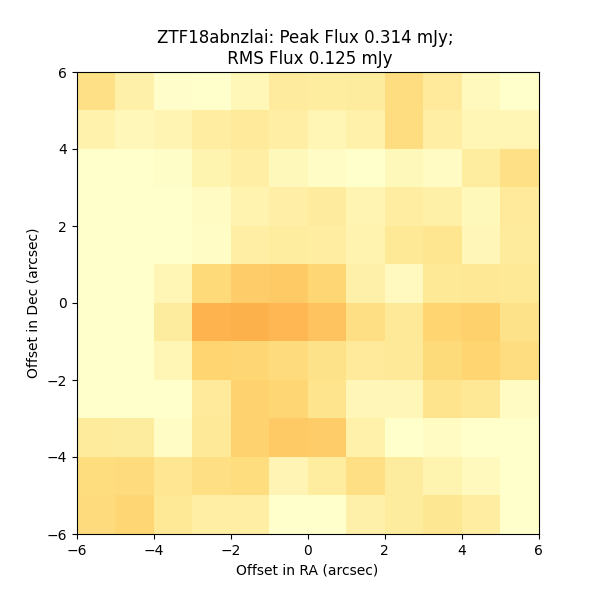 ZTF18abnzlai: Peak Flux 0.314 mJy;
RMS Flux 0.125 mJy
6
4
2
0
−2
−4
−6
Offset in Dec (arcsec)
−6 −4 −2 0 2 4 6
Offset in RA (arcsec)